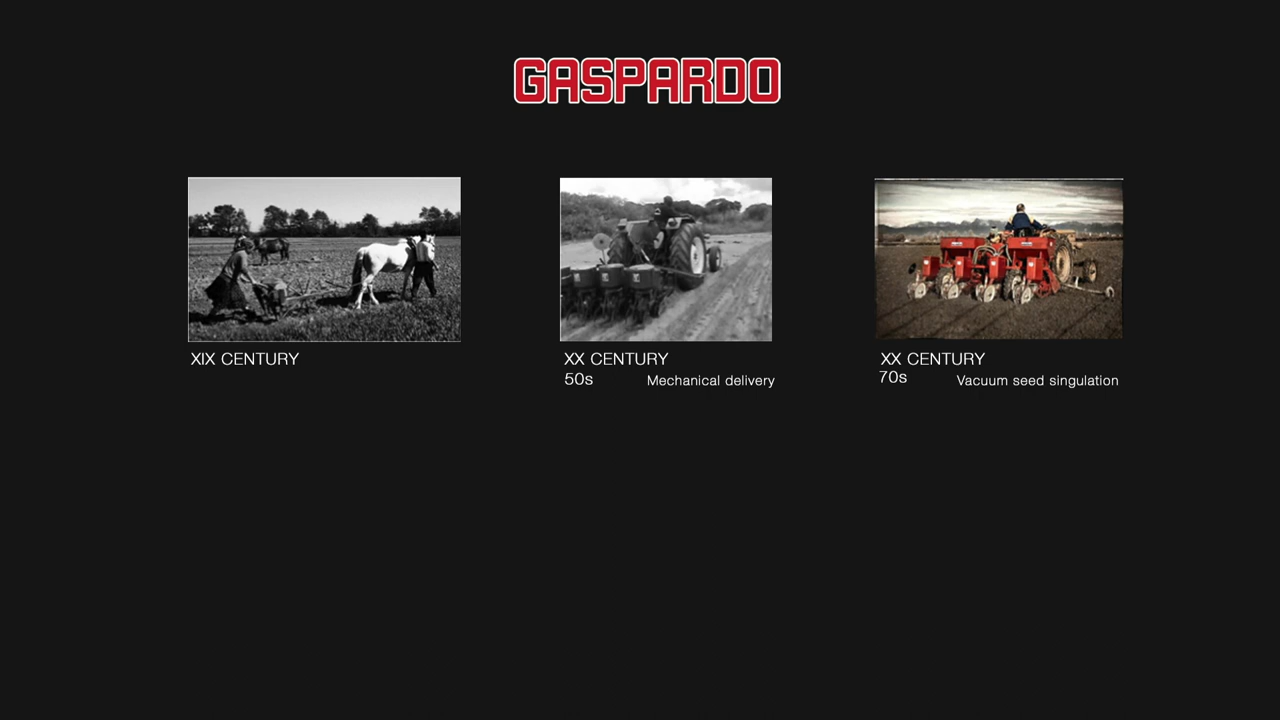 GASPARDO
XIX CENTURY
XX CENTURY
50s Mechanical delivery
XX CENTURY
70s Vacuum seed singulation